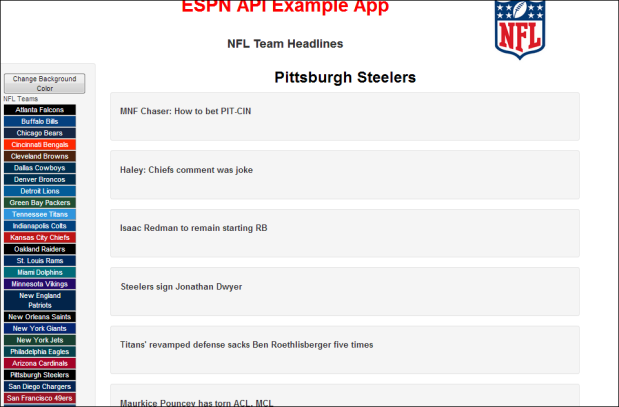 ESPN API Example App
NFL Team Headlines
NFL
Pittsburgh Steelers
Change Background
Color
NFL Teams
Atlanta Falcons
Buffalo Bills
Chicago Bears
Cincinnati Bengals
Cleveland Browns
Dallas Cowboys
Denver Broncos
Detroit Lions
Green Bay Packers
Tennessee Titans
Indianapolis Colts
Kansas City Chiefs
Oakland Raiders
St. Louis Rams
Miami Dolphins
Minnesota Vikings
New England
Patriots
New Orleans Saints
New York Giants
New York Jets
Philadelphia Eagles
Arizona Cardinals
Pittsburgh Steelers
San Diego Chargers
San Francisco 49ers
MNF Chaser: How to bet PIT-CIN
Haley: Chiefs comment was joke
Isaac Redman to remain starting RB
Steelers sign Jonathan Dwyer
Titans' revamped defense sacks Ben Roethlisberger five times
Maurkice Pouncey has torn ACL, MCL